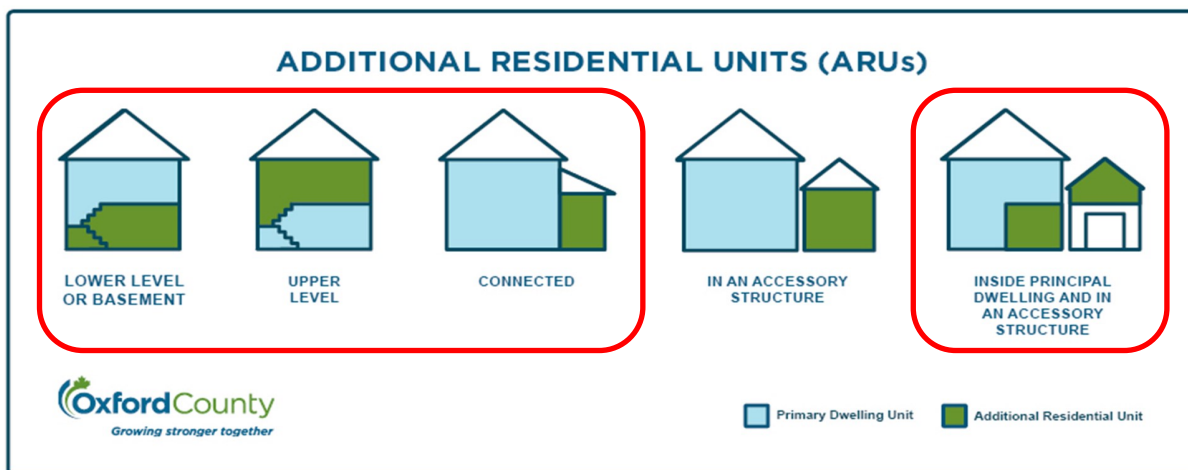 ADDITIONAL RESIDENTIAL UNITS (ARUs)
LOWER LEVEL
OR BASEMENT
UPPER
LEVEL
CONNECTED
IN AN ACCESSORY
STRUCTURE
INSIDE PRINCIPAL
DWELLING AND IN
AN ACCESSORY
STRUCTURE
OxfordCounty
Growing stronger together
Primary Dwelling Unit
Additional Residential Unit